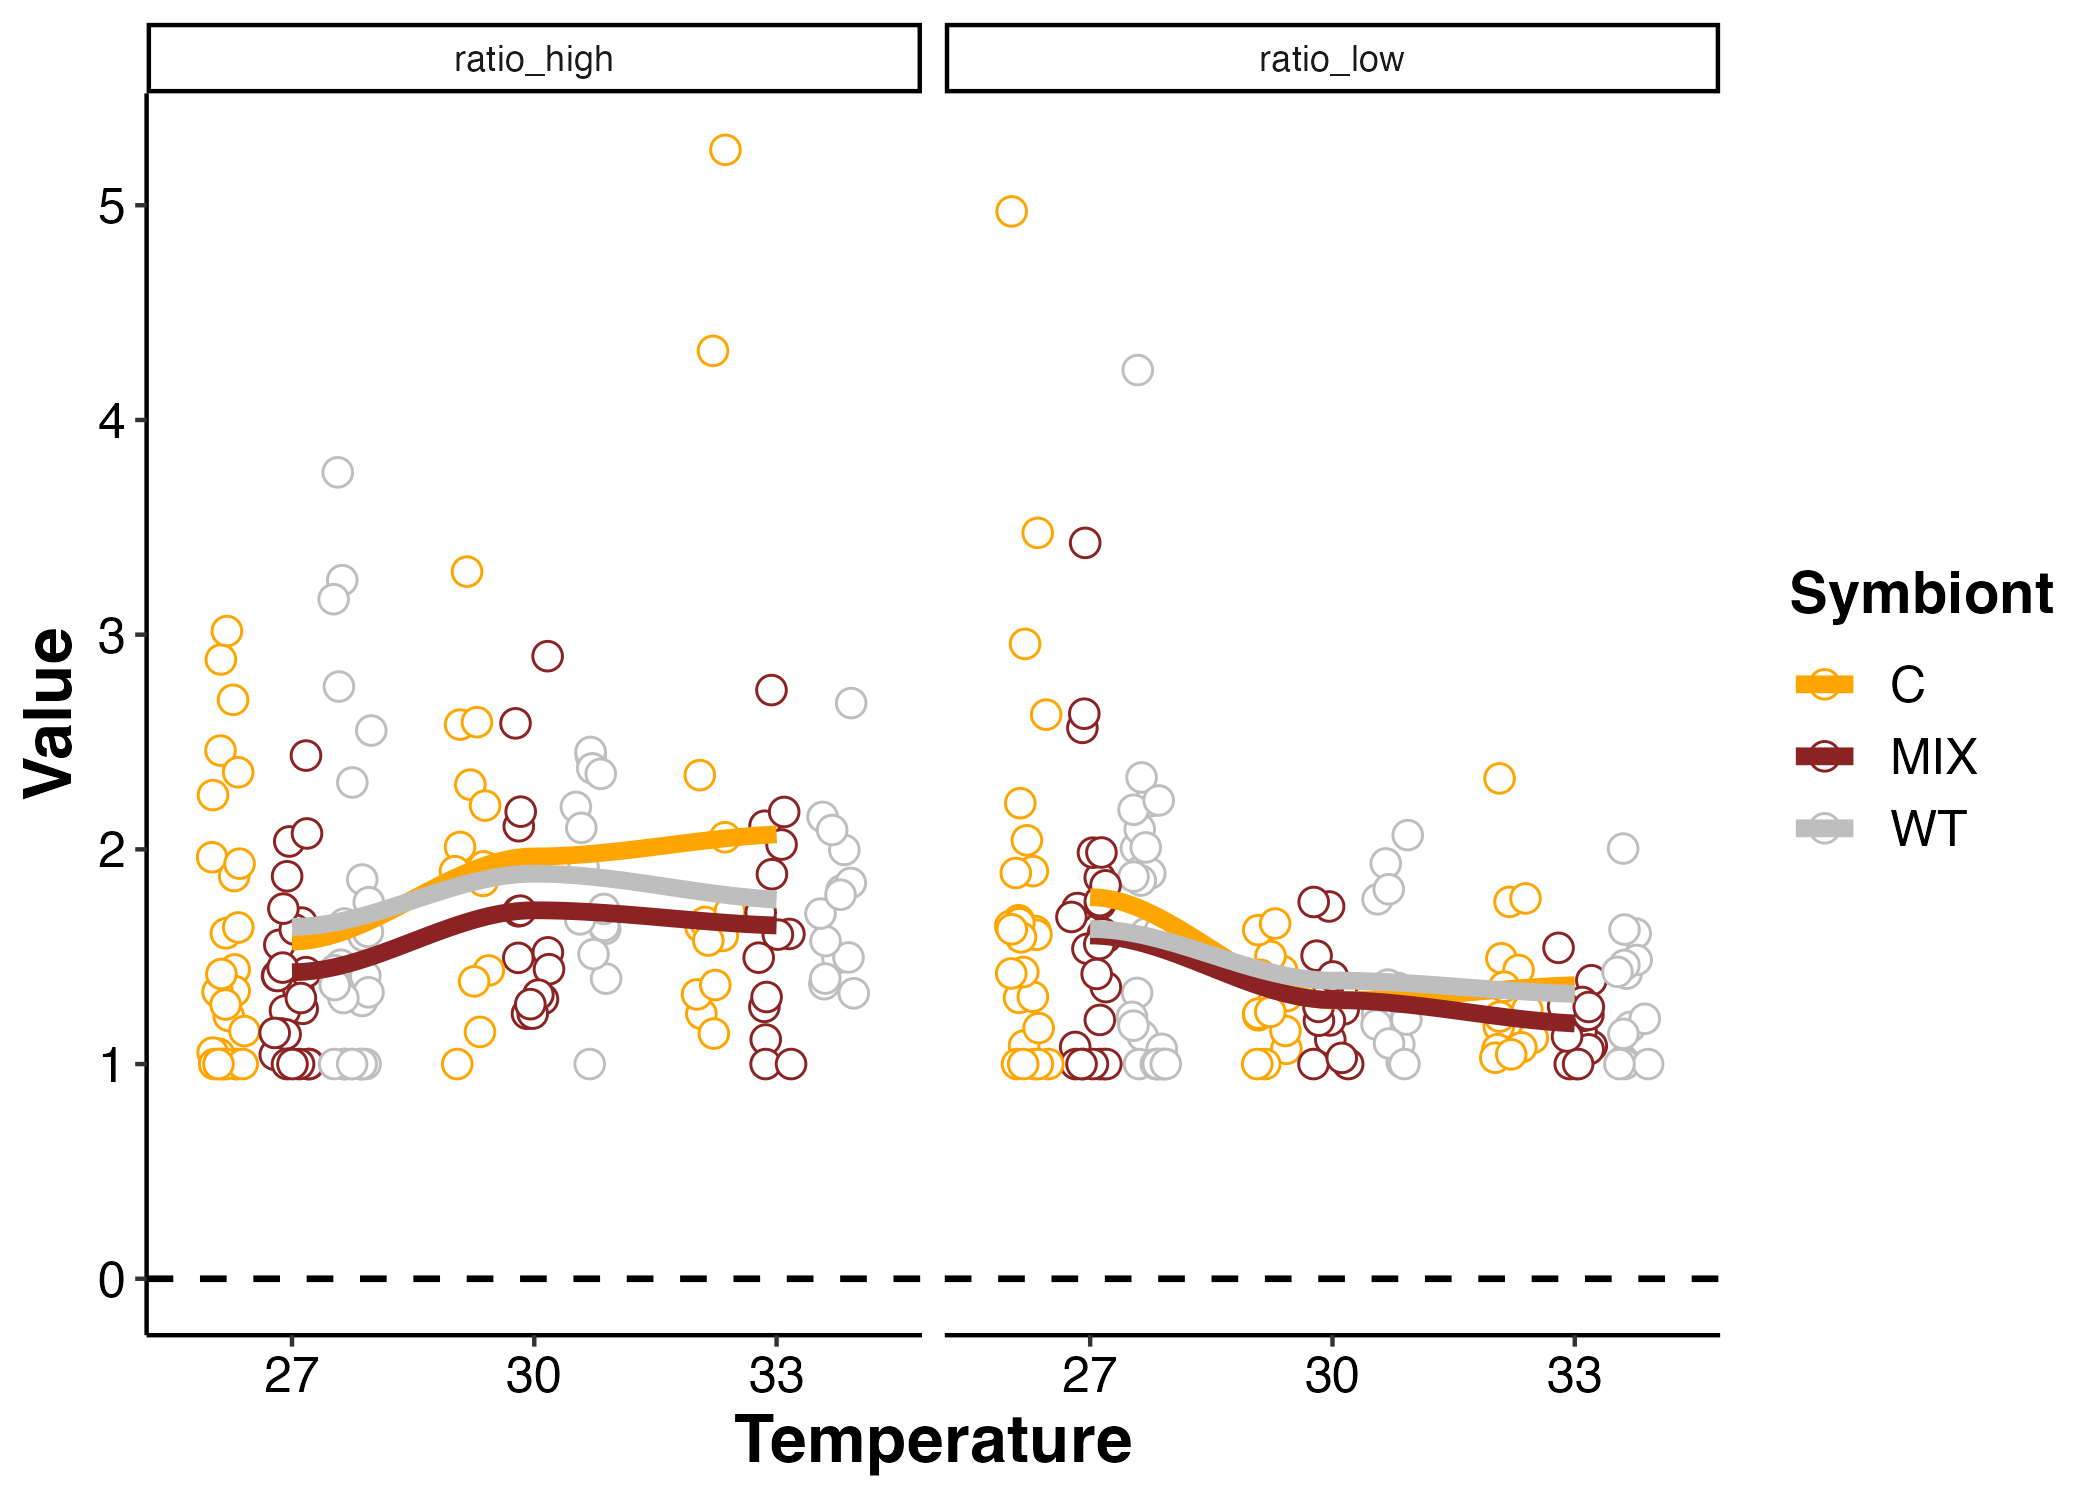 ratio_high
ratio_low
5
4
3
2
1
0
Value
27 30 33 27 30 33
Temperature
Symbiont
C
MIX
WT